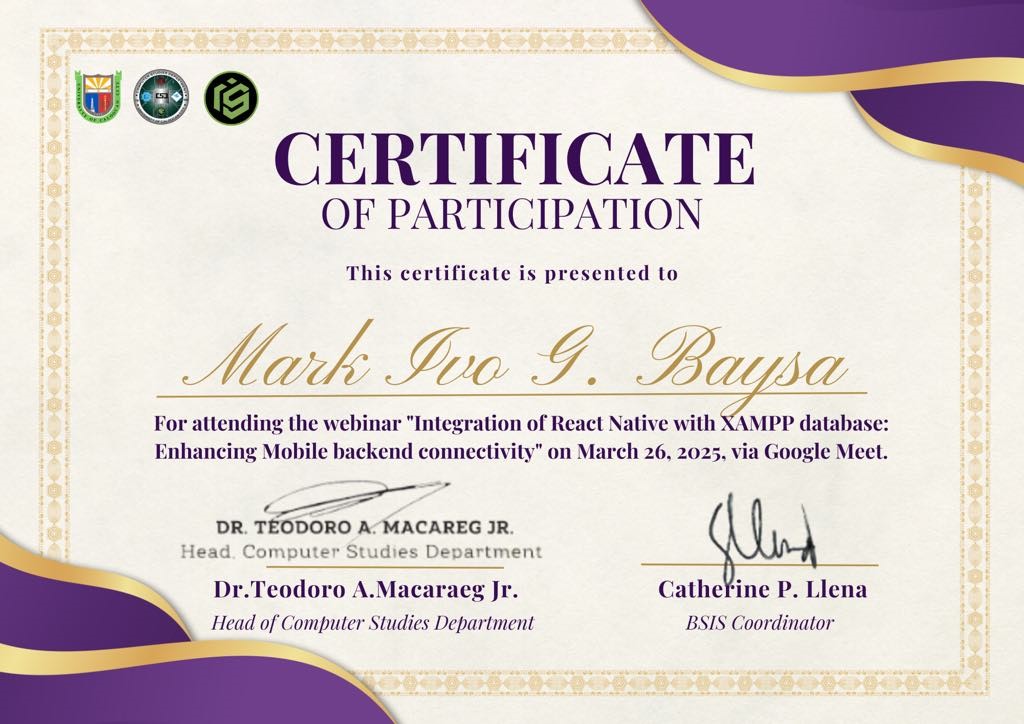 CERTIFICATE
OF PARTICIPATION
This certificate is presented to
Mark Ivo G. Baysa
For attending the webinar "Integration of React Native with XAMPP database:
Enhancing Mobile backend connectivity" on March 26, 2025, via Google Meet.
DR. TEODORO A. MACAREG JR.
Head, Computer Studies Department
Dr.Teodoro A.Macaraeg Jr.
Head of Computer Studies Department
Catherine P. Llena
BSIS Coordinator